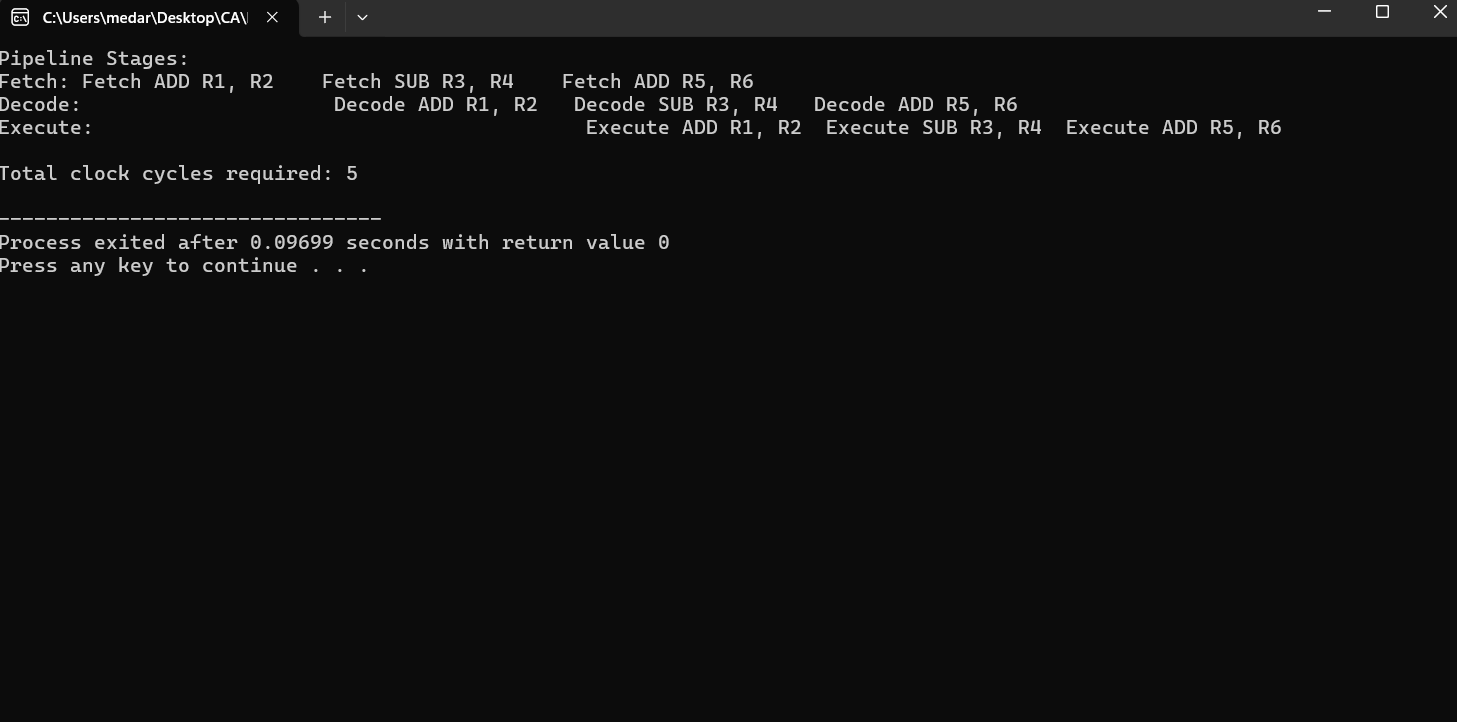 C:\Users\medar\Desktop\CA\
Pipeline Stages:
Fetch: Fetch ADD R1, R2    Fetch SUB R3, R4    Fetch ADD R5, R6
Decode:                     Decode ADD R1, R2   Decode SUB R3, R4   Decode ADD R5, R6
Execute:                                         Execute ADD R1, R2  Execute SUB R3, R4  Execute ADD R5, R6
Total clock cycles required: 5
--------------------------------
Process exited after 0.09699 seconds with return value 0
Press any key to continue . . .